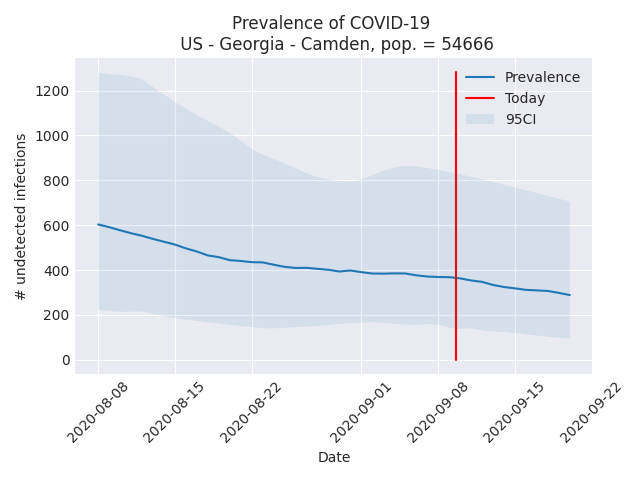 Prevalence of COVID-19
US - Georgia - Camden, pop. = 54666
Prevalence
Today
95CI
1200
1000
800
600
400
200
0
# undetected infections
2020-08-08
2020-08-15
2020-08-22
2020-09-01
2020-09-08
2020-09-15
2020-09-22
Date